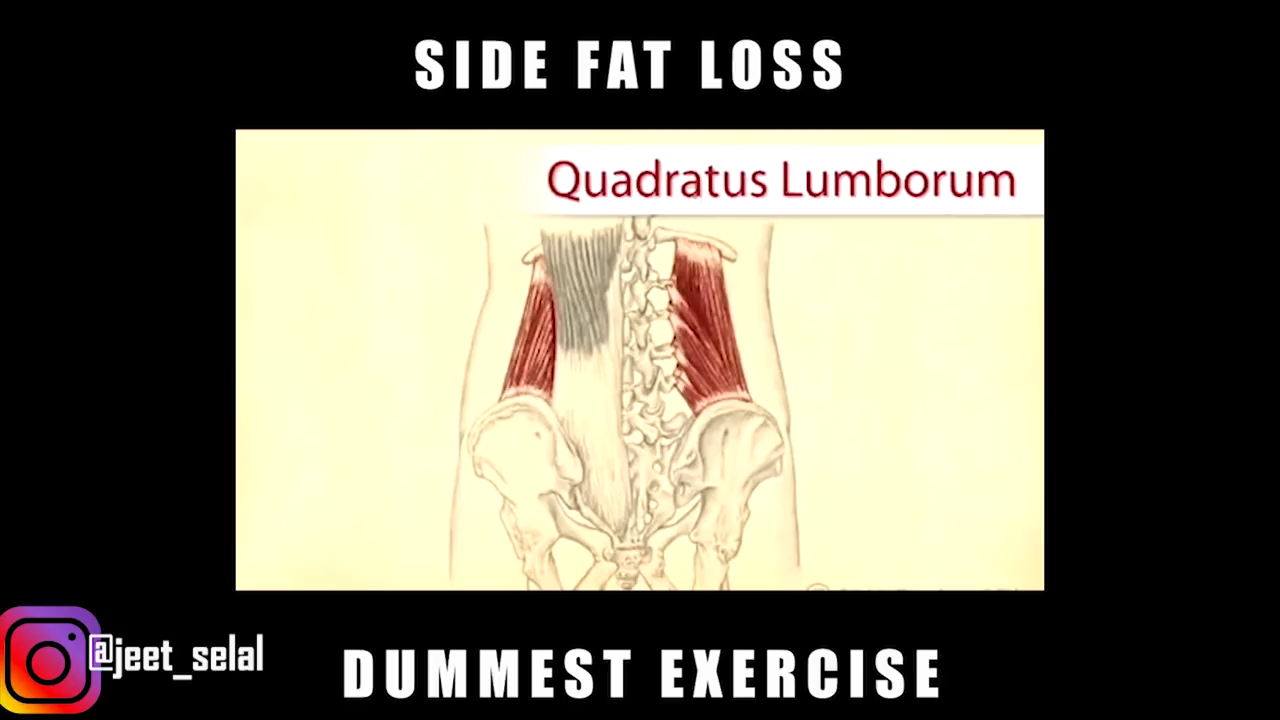 SIDE FAT LOSS
Quadratus Lumborum
@jeet_selal
DUMMEST EXERCISE